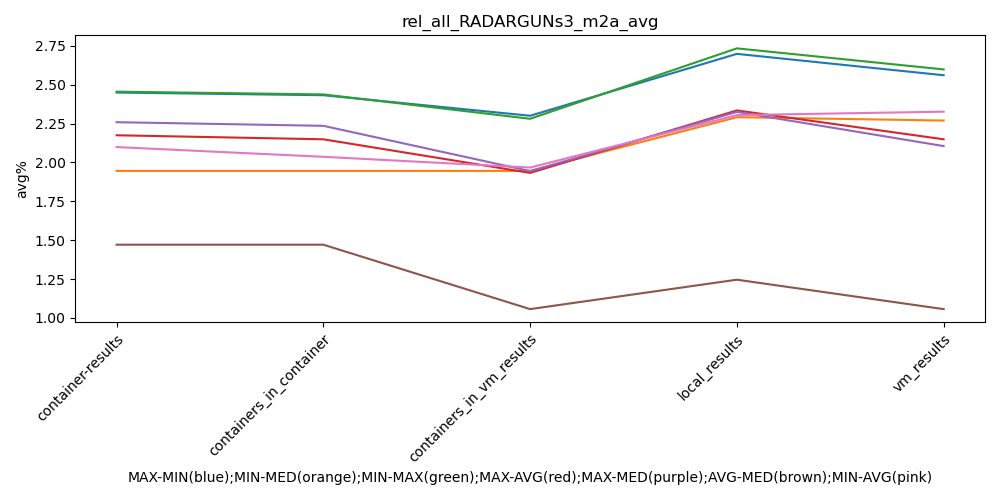 rel_all_RADARGUNs3_m2a_avg
2.75
2.50
2.25
2.00
1.75
1.50
1.25
1.00
avg%
container-results
containers_in_container
containers_in_vm_results
local_results
vm_results
MAX-MIN(blue);MIN-MED(orange);MIN-MAX(green);MAX-AVG(red);MAX-MED(purple);AVG-MED(brown);MIN-AVG(pink)